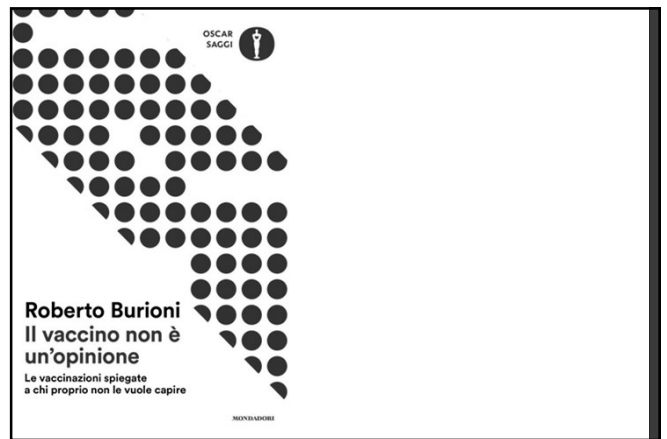 OSCAR
SAGGI
Roberto Burioni
Il vaccino non è
un'opinione
Le vaccinazioni spiegate
a chi proprio non le vuole capire
MONDADORI